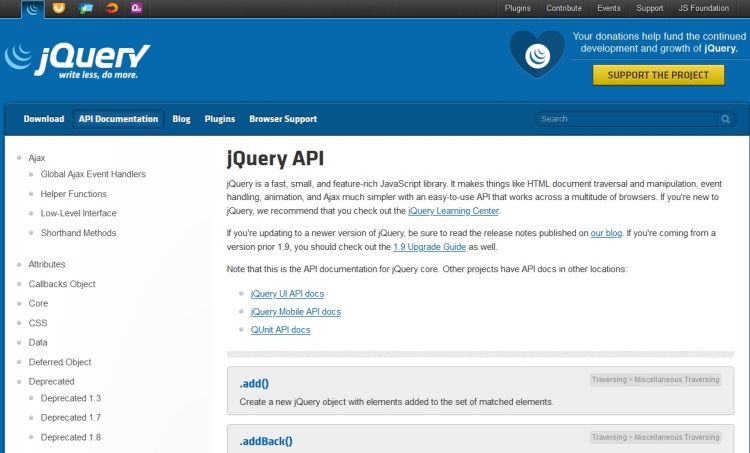 Plugins Contribute Events Support JS Foundation
jQuery
write less, do more.
Your donations help fund the continued
development and growth of jQuery.
SUPPORT THE PROJECT
Download API Documentation Blog Plugins Browser Support Search
Ajax
Global Ajax Event Handlers
Helper Functions
Low-Level Interface
Shorthand Methods
Attributes
Callbacks Object
Core
CSS
Data
Deferred Object
Deprecated
Deprecated 1.3
Deprecated 1.7
Deprecated 1.8
jQuery API
jQuery is a fast, small, and feature-rich JavaScript library. It makes things like HTML document traversal and manipulation, event
handling, animation, and Ajax much simpler with an easy-to-use API that works across a multitude of browsers. If you're new to
jQuery, we recommend that you check out the jQuery Learning Center.
If you're updating to a newer version of jQuery, be sure to read the release notes published on our blog. If you're coming from a
version prior 1.9, you should check out the 1.9 Upgrade Guide as well.
Note that this is the API documentation for jQuery core. Other projects have API docs in other locations:
jQuery UI API docs
jQuery Mobile API docs
QUnit API docs
.add() Traversing > Miscellaneous Traversing
Create a new jQuery object with elements added to the set of matched elements.
.addBack() Traversing > Miscellaneous Traversing